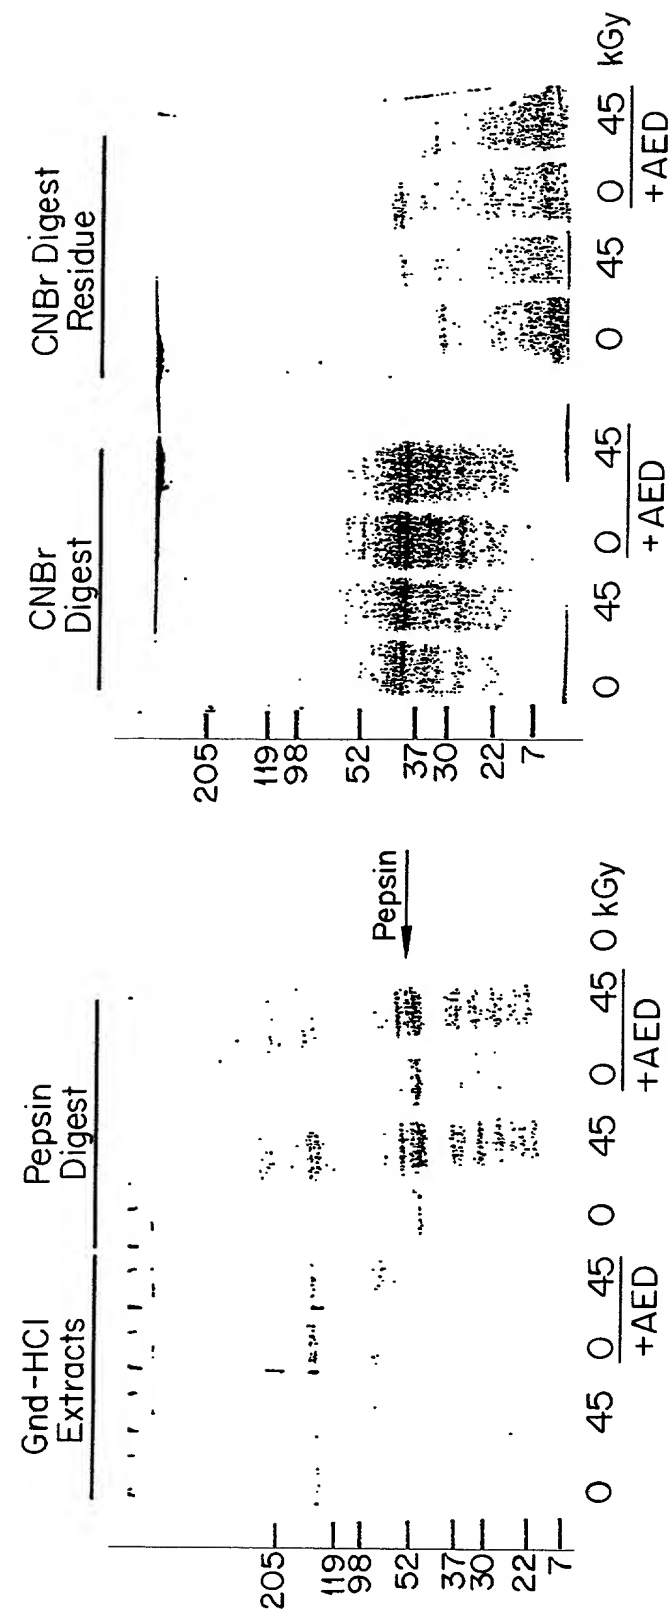 Gnd-HCl
Extracts
Pepsin
Digest
205
119
98
52
37
30
22
7
Pepsin
0 45 0 45 0 45 0 45 0 kGy
+AED +AED
CNBr
Digest
CNBr Digest
Residue
205
119
98
52
37
30
22
7
0 45 0 45 0 45 0 45 kGy
+AED +AED